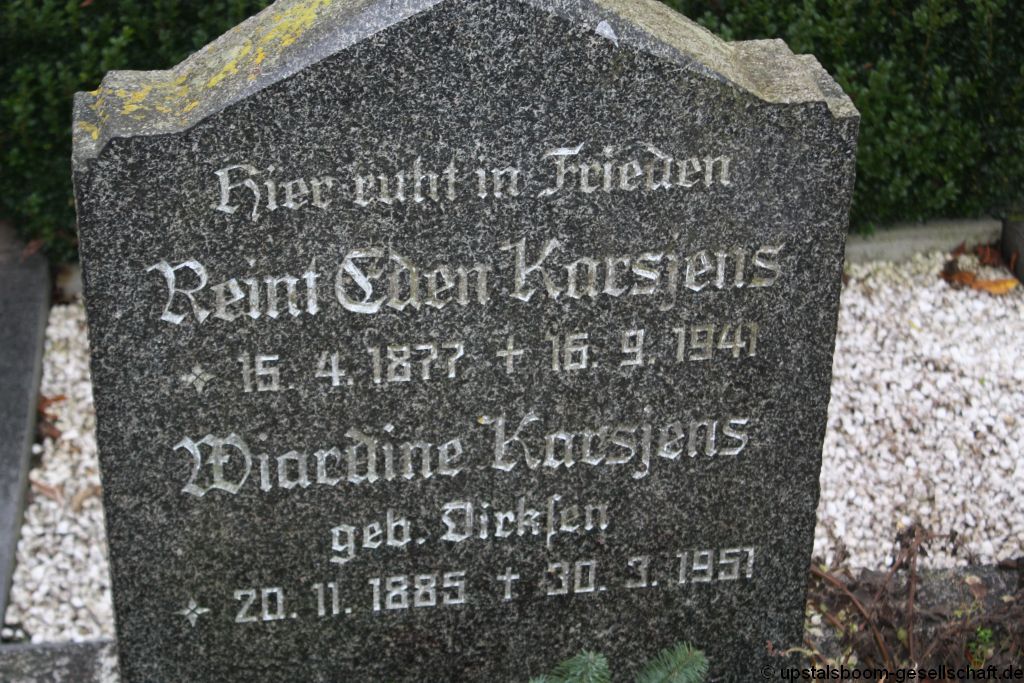 Hier ruht in Frieden
Reint Eden Karsjens
15. 4. 1877 † 16. 9. 1941
Wiardine Karsjens
geb. Dirksen
20. 11. 1885 † 30. 3. 1951
© upstalsboom-gesellschaft.de